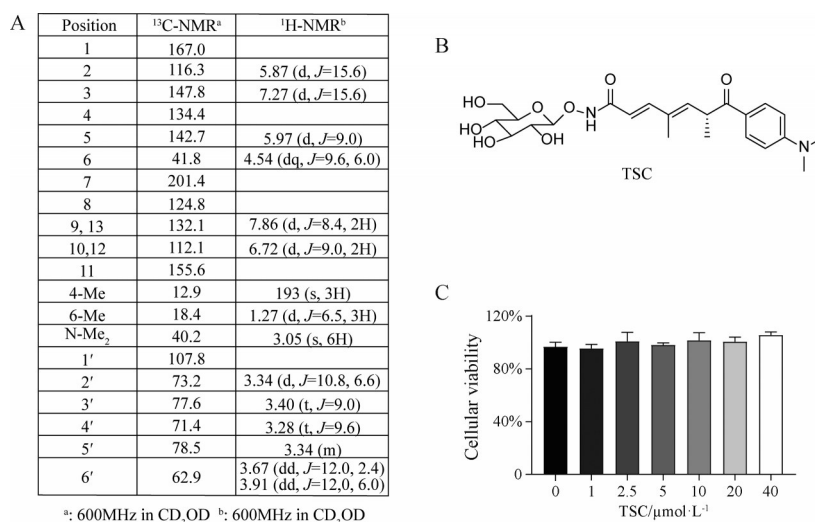 A
Position ¹³C-NMRᵃ ¹H-NMRᵇ
1 167.0
2 116.3 5.87 (d, J=15.6)
3 147.8 7.27 (d, J=15.6)
4 134.4
5 142.7 5.97 (d, J=9.0)
6 41.8 4.54 (dq, J=9.6, 6.0)
7 201.4
8 124.8
9, 13 132.1 7.86 (d, J=8.4, 2H)
10,12 112.1 6.72 (d, J=9.0, 2H)
11 155.6
4-Me 12.9 193 (s, 3H)
6-Me 18.4 1.27 (d, J=6.5, 3H)
N-Me₂ 40.2 3.05 (s, 6H)
1′ 107.8
2′ 73.2 3.34 (d, J=10.8, 6.6)
3′ 77.6 3.40 (t, J=9.0)
4′ 71.4 3.28 (t, J=9.6)
5′ 78.5 3.34 (m)
6′ 62.9 3.67 (dd, J=12.0, 2.4)
3.91 (dd, J=12,0, 6.0)
ᵃ: 600MHz in CD₃OD ᵇ: 600MHz in CD₃OD
B
O O
HO O O
HO N
HO OH H
OH
N
TSC
C
120%
80%
40%
0
Cellular viability
0 1 2.5 5 10 20 40
TSC/μmol·L⁻¹